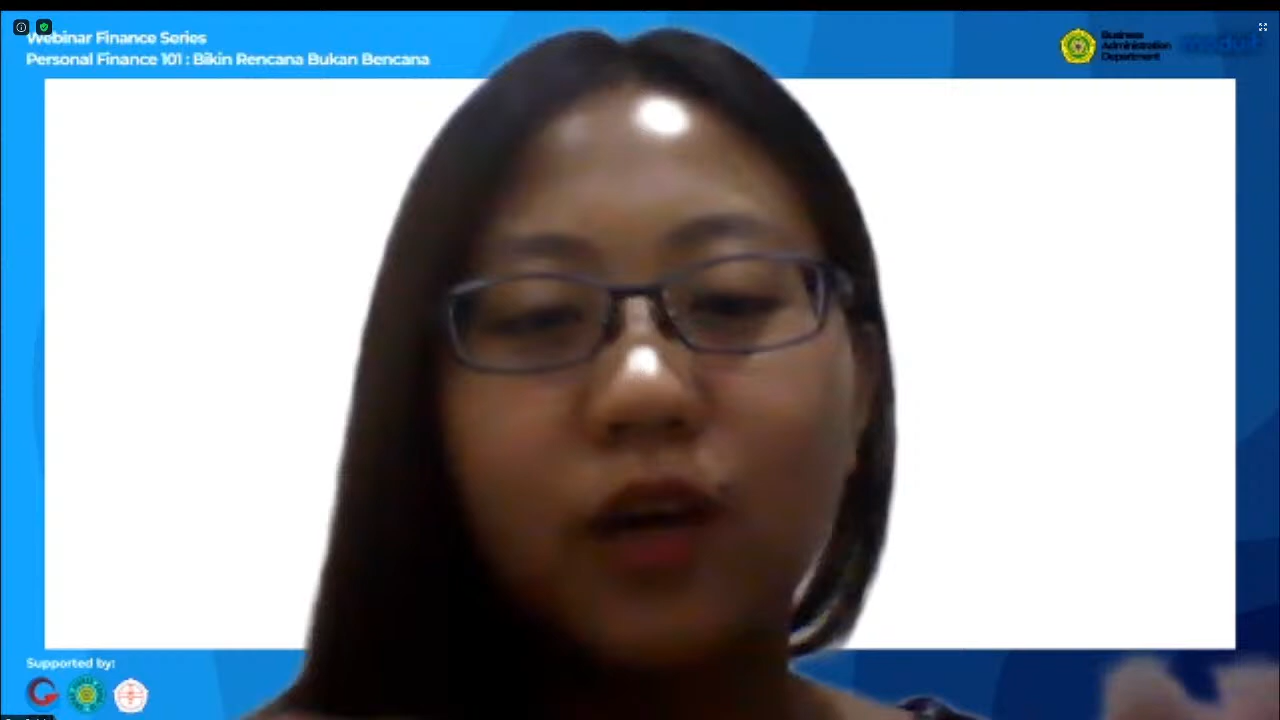 Webinar Finance Series
Personal Finance 101 : Bikin Rencana Bukan Bencana
Business
Administration
Department
Supported by: